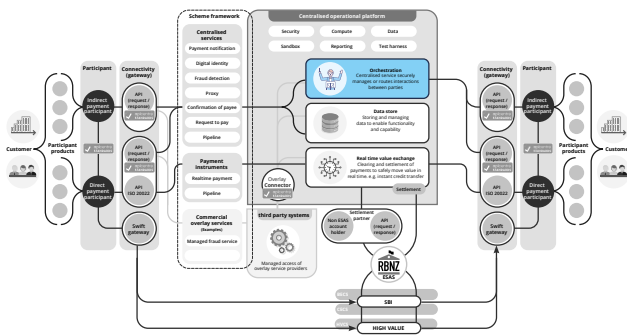 Scheme framework
Centralised operational platform
Centralised
services
Payment notification
Digital identity
Fraud detection
Proxy
Confirmation of payee
Request to pay
Pipeline
Security
Compute
Data
Sandbox
Reporting
Test harness
Participant
Connectivity
(gateway)
Indirect
payment
participant
API
(request /
response)
Customer
Participant
products
API
(request /
response)
Direct
payment
participant
API
ISO 20022
Swift
gateway
Payment
instruments
Realtime payment
Pipeline
Commercial
overlay services
(Examples)
Managed fraud service
Orchestration
Centralised service securely
manages or routes interactions
between parties
Data store
Storing and managing
data to enable functionality
and capability
Real time value exchange
Clearing and settlement of
payments to safely move value in
real time. e.g. instant credit transfer
Settlement
Overlay
Connector
third party systems
Managed access of
overlay service providers
Settlement
partner
Non ESAS
account
holder
API
(request /
response)
RBNZ
ESAS
SBI
HIGH VALUE
Connectivity
(gateway)
Participant
API
(request /
response)
Indirect
payment
participant
API
(request /
response)
Participant
products
Customer
API
ISO 20022
Direct
payment
participant
Swift
gateway